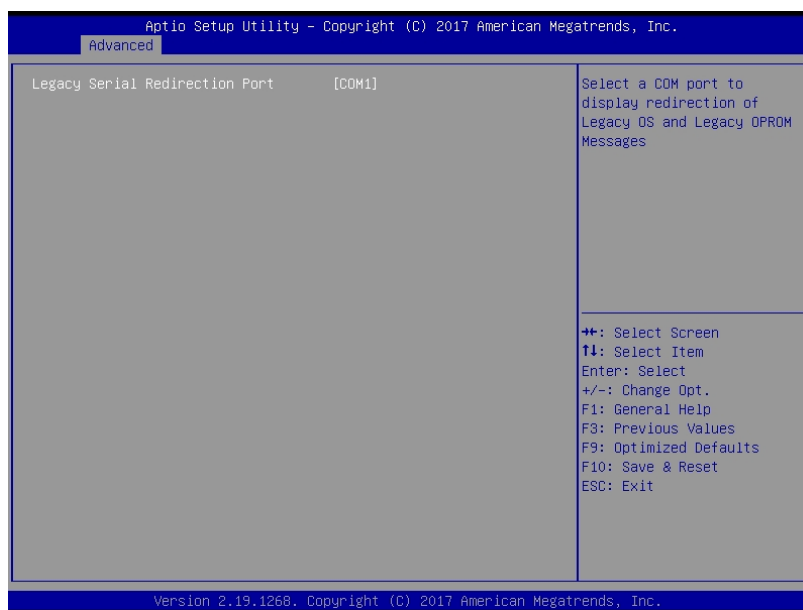 Aptio Setup Utility – Copyright (C) 2017 American Megatrends, Inc.
Advanced
Legacy Serial Redirection Port [COM1]
Select a COM port to
display redirection of
Legacy OS and Legacy OPROM
Messages
→←: Select Screen
↑↓: Select Item
Enter: Select
+/-: Change Opt.
F1: General Help
F3: Previous Values
F9: Optimized Defaults
F10: Save & Reset
ESC: Exit
Version 2.19.1268. Copyright (C) 2017 American Megatrends, Inc.